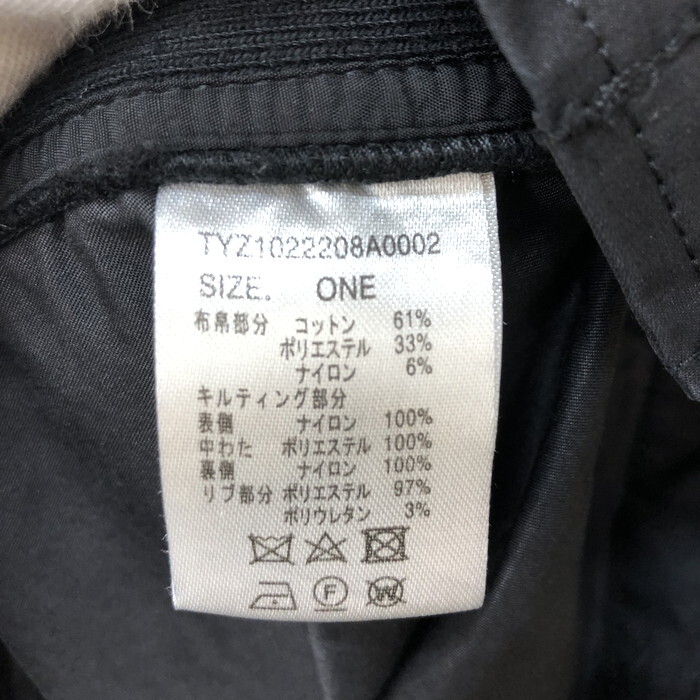 TYZ1022208A0002
SIZE. ONE
布帛部分 コットン 61%
ポリエステル 33%
ナイロン 6%
キルティング部分
表側 ナイロン 100%
中わた ポリエステル 100%
裏側 ナイロン 100%
リブ部分 ポリエステル 97%
ポリウレタン 3%
F W